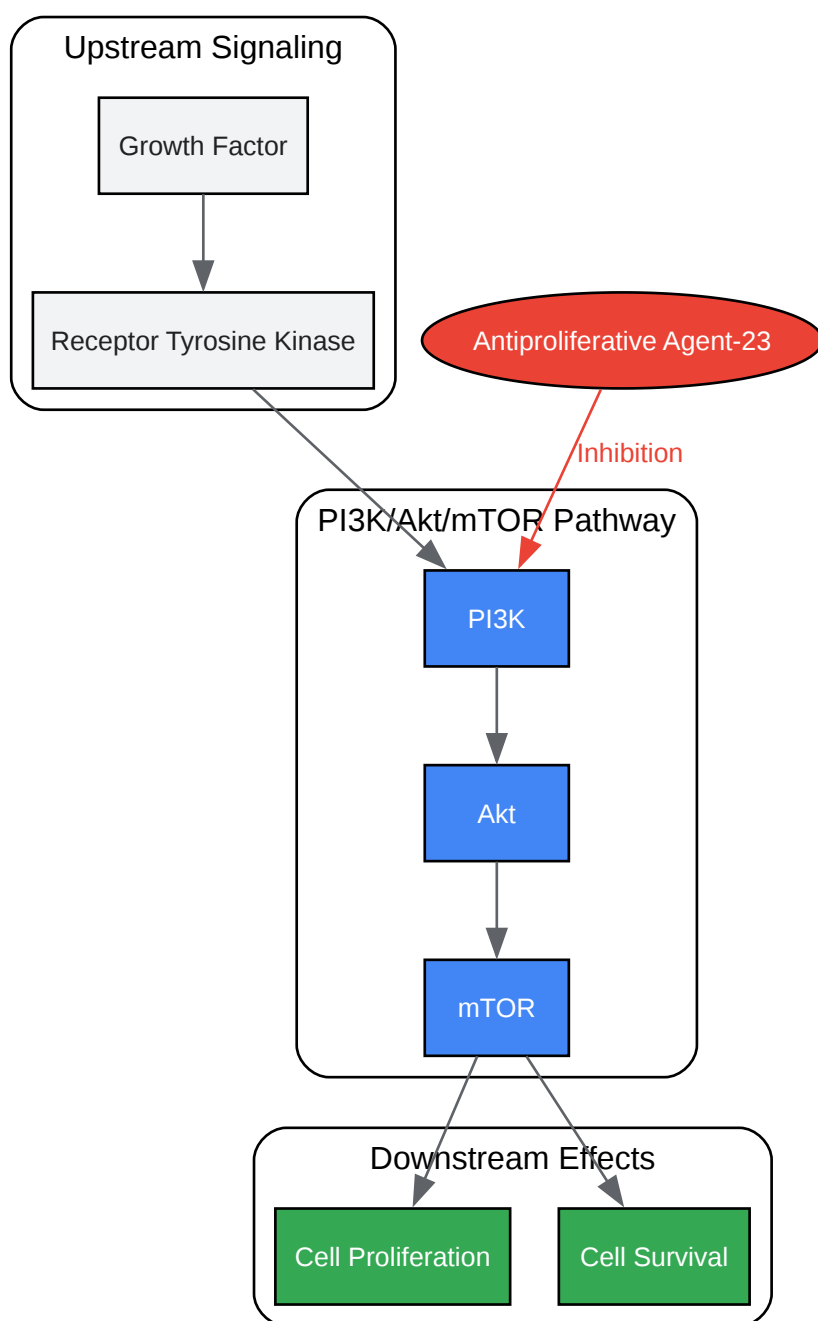 Upstream Signaling
Growth Factor
Receptor Tyrosine Kinase
Antiproliferative Agent-23
Inhibition
PI3K/Akt/mTOR Pathway
PI3K
Akt
mTOR
Downstream Effects
Cell Proliferation
Cell Survival